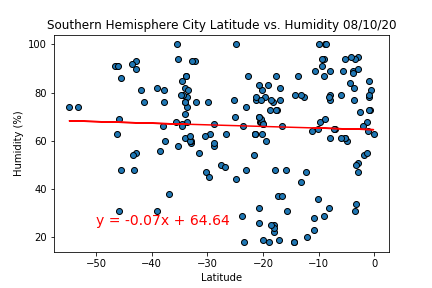 Southern Hemisphere City Latitude vs. Humidity 08/10/20
100
80
60
40
20
Humidity (%)
y = -0.07x + 64.64
−50
−40
−30
−20
−10
0
Latitude